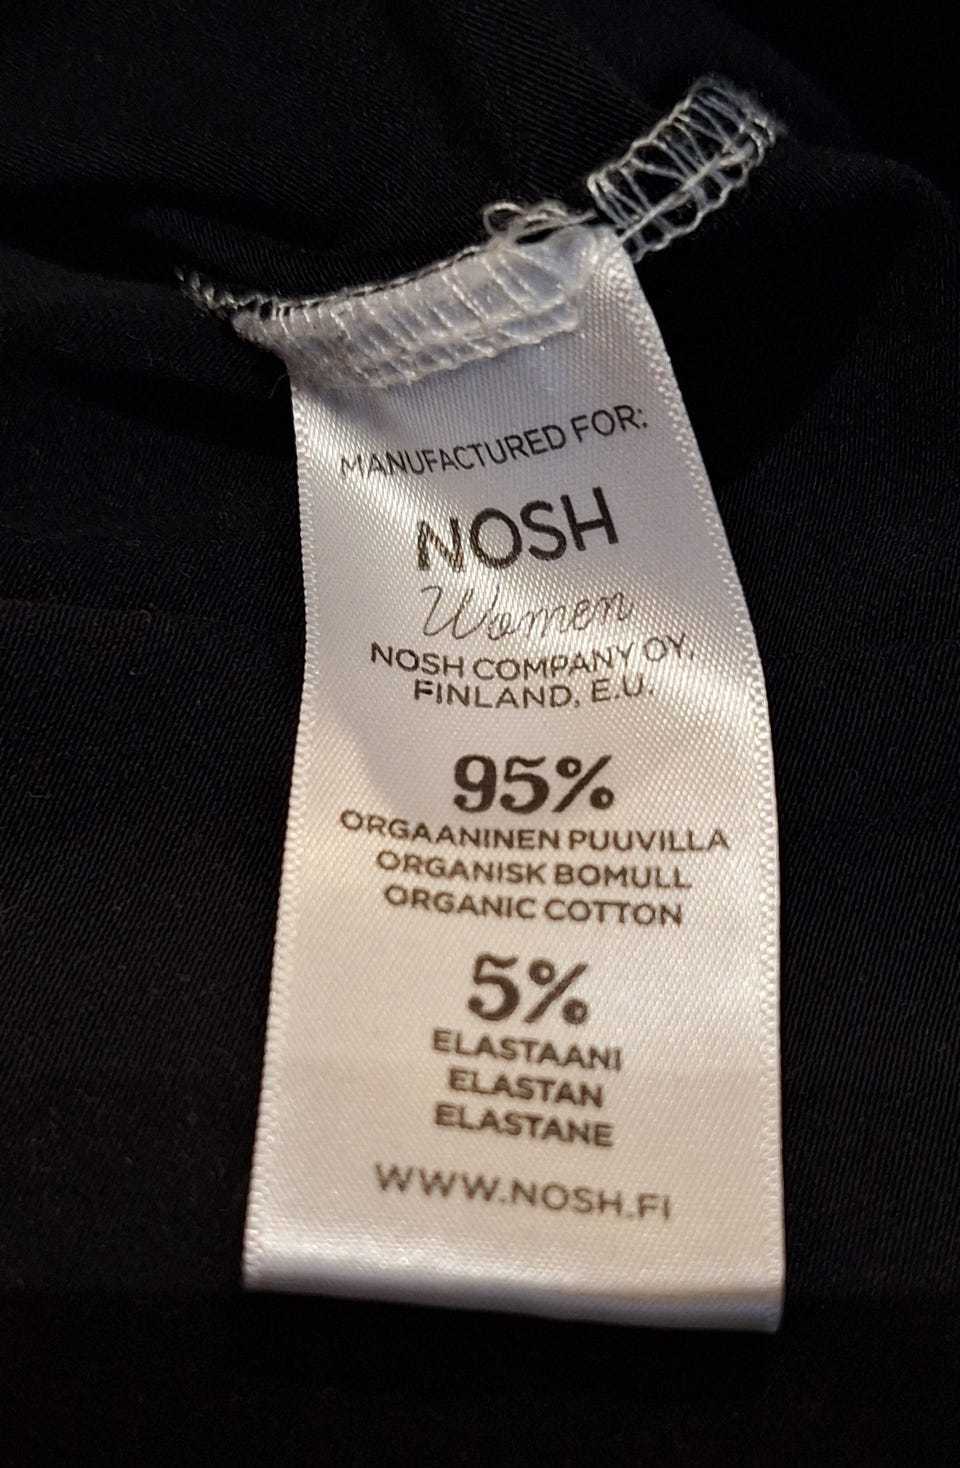 MANUFACTURED FOR:
NOSH
Women
NOSH COMPANY OY,
FINLAND, E.U.
95%
ORGAANINEN PUUVILLA
ORGANISK BOMULL
ORGANIC COTTON
5%
ELASTAANI
ELASTAN
ELASTANE
WWW.NOSH.FI